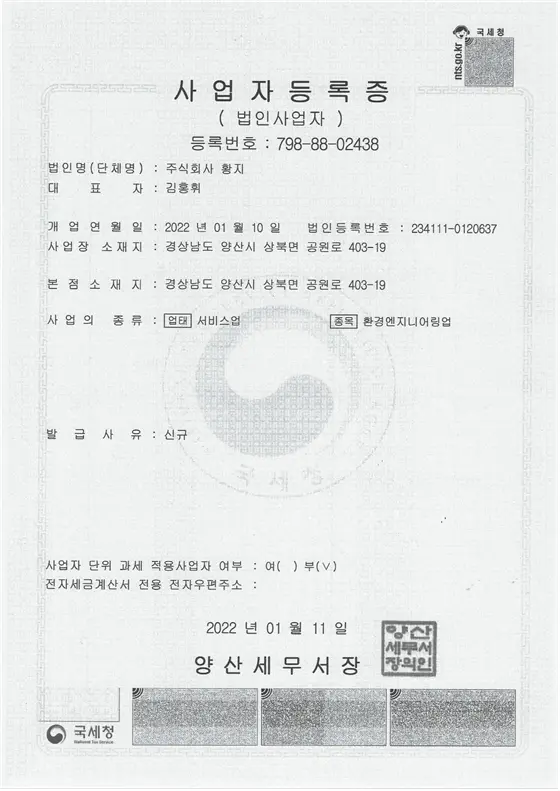 국세청
nts.go.kr
사업자등록증
( 법인사업자 )
등록번호 : 798-88-02438
법인명(단체명) : 주식회사 황지
대 표 자 : 김홍휘
개 업 연 월 일 : 2022 년 01 월 10 일 법인등록번호 : 234111-0120637
사업장 소재지 : 경상남도 양산시 상북면 공원로 403-19
본 점 소 재 지 : 경상남도 양산시 상북면 공원로 403-19
사 업 의 종 류 : 업태 서비스업 종목 환경엔지니어링업
발 급 사 유 : 신규
국세청
사업자 단위 과세 적용사업자 여부 : 여( ) 부(∨)
전자세금계산서 전용 전자우편주소 :
2022 년 01 월 11 일
양산세무서장
양산
세무서
장의인
국세청
National Tax Service